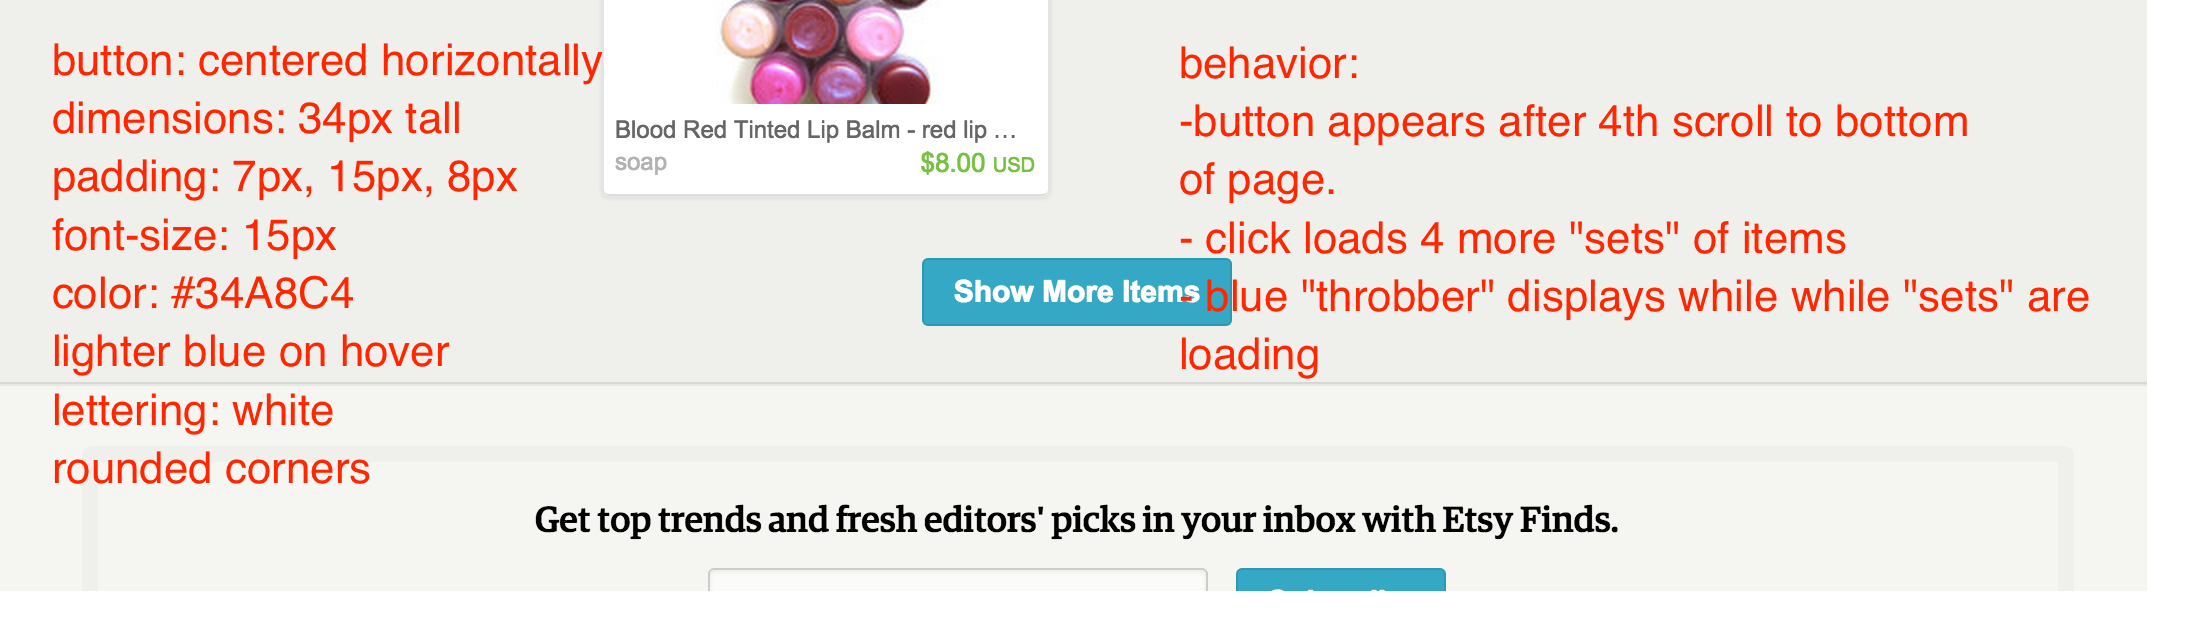 button: centered horizontally
dimensions: 34px tall
padding: 7px, 15px, 8px
font-size: 15px
color: #34A8C4
lighter blue on hover
lettering: white
rounded corners
Blood Red Tinted Lip Balm - red lip ...
soap $8.00 USD
Show More Items
behavior:
-button appears after 4th scroll to bottom
of page.
- click loads 4 more "sets" of items
- blue "throbber" displays while while "sets" are
loading
Get top trends and fresh editors' picks in your inbox with Etsy Finds.